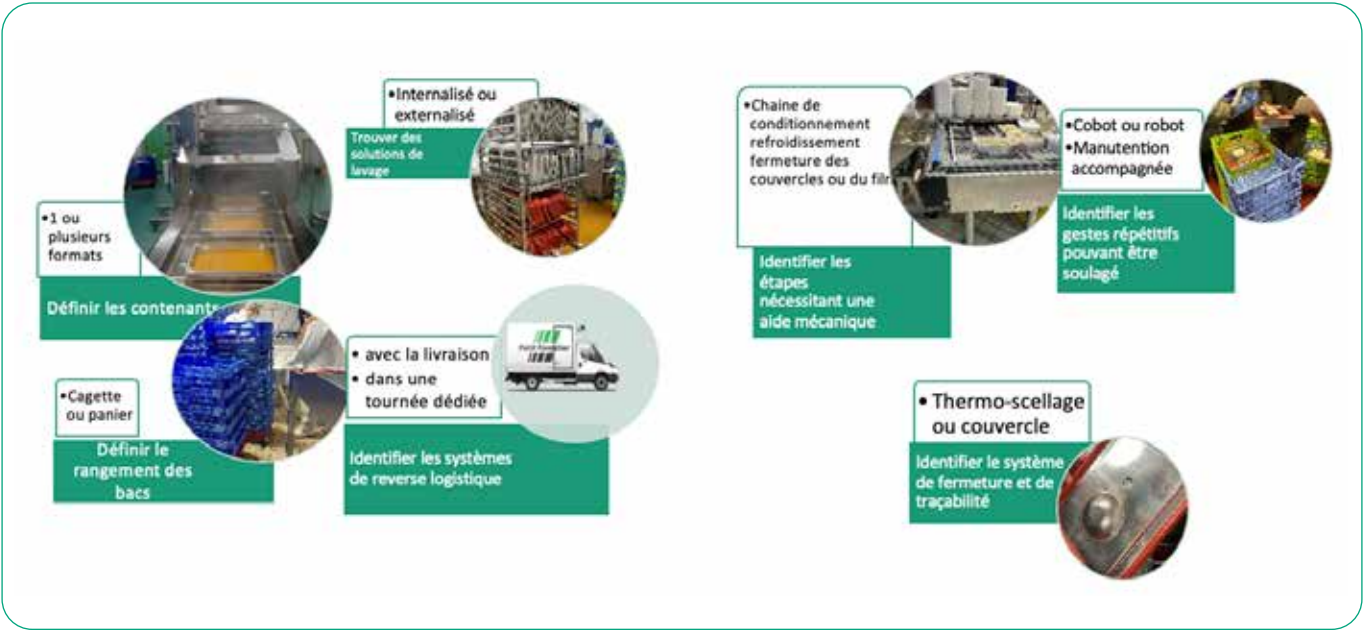 •1 ou
plusieurs
formats
Définir les contenants
•Internalisé ou
externalisé
Trouver des
solutions de
lavage
•Cagette
ou panier
Définir le
rangement des
bacs
• avec la livraison
• dans une
tournée dédiée
Identifier les systèmes
de reverse logistique
•Chaine de
conditionnement
refroidissement
fermeture des
couvercles ou du film
Identifier les
étapes
nécessitant une
aide mécanique
•Cobot ou robot
•Manutention
accompagnée
Identifier les
gestes répétitifs
pouvant être
soulagé
• Thermo-scellage
ou couvercle
Identifier le système
de fermeture et de
traçabilité